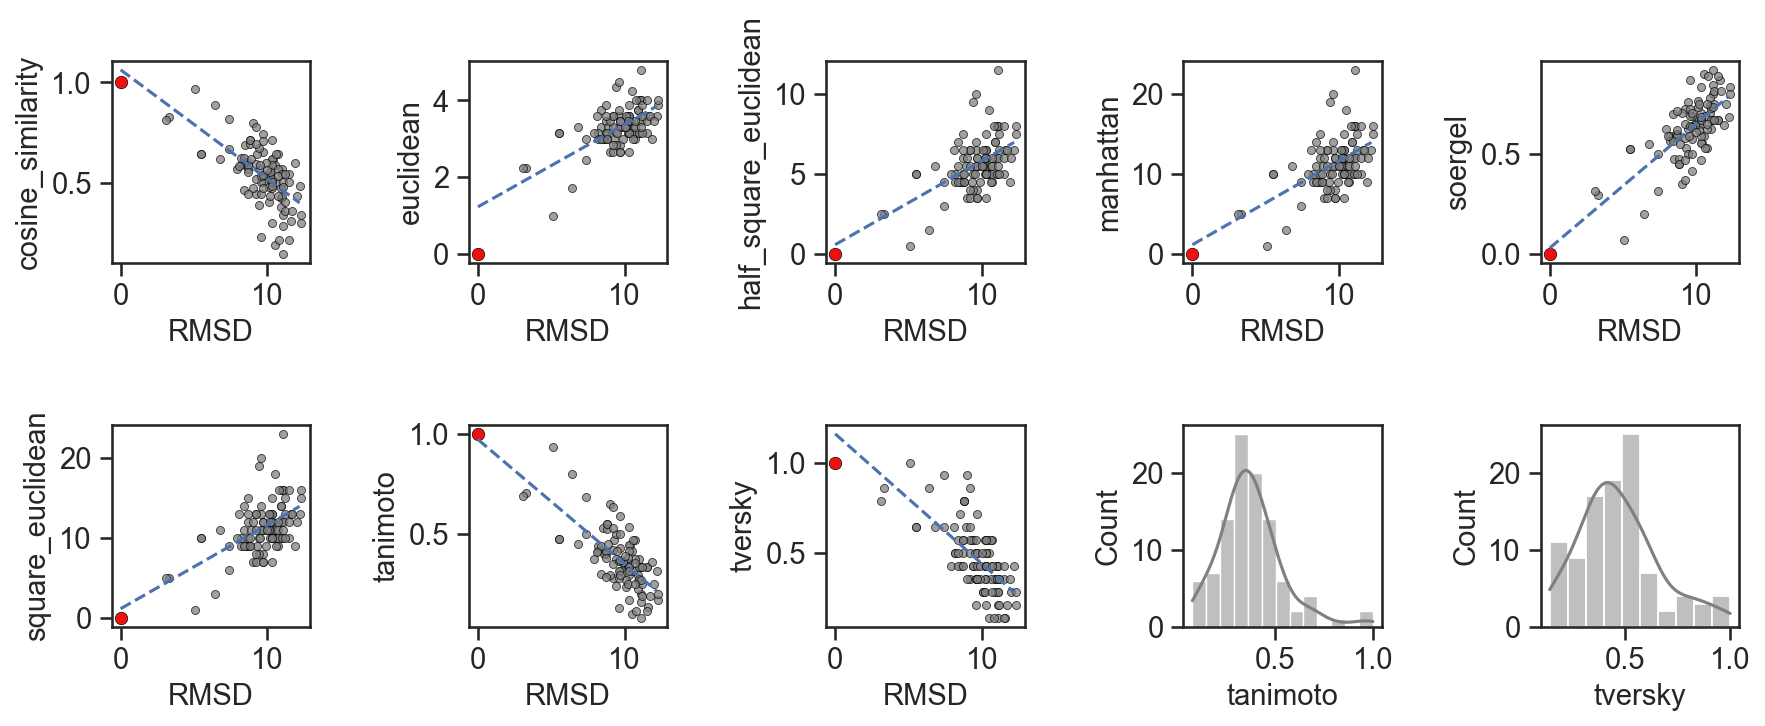 cosine_similarity
1.0
0.5
0 10
RMSD
euclidean
4
2
0
0 10
RMSD
half_square_euclidean
10
5
0
0 10
RMSD
manhattan
20
10
0
0 10
RMSD
soergel
0.5
0.0
0 10
RMSD
square_euclidean
20
10
0
0 10
RMSD
tanimoto
1.0
0.5
0 10
RMSD
tversky
1.0
0.5
0 10
RMSD
Count
20
10
0
0.5 1.0
tanimoto
Count
20
10
0
0.5 1.0
tversky